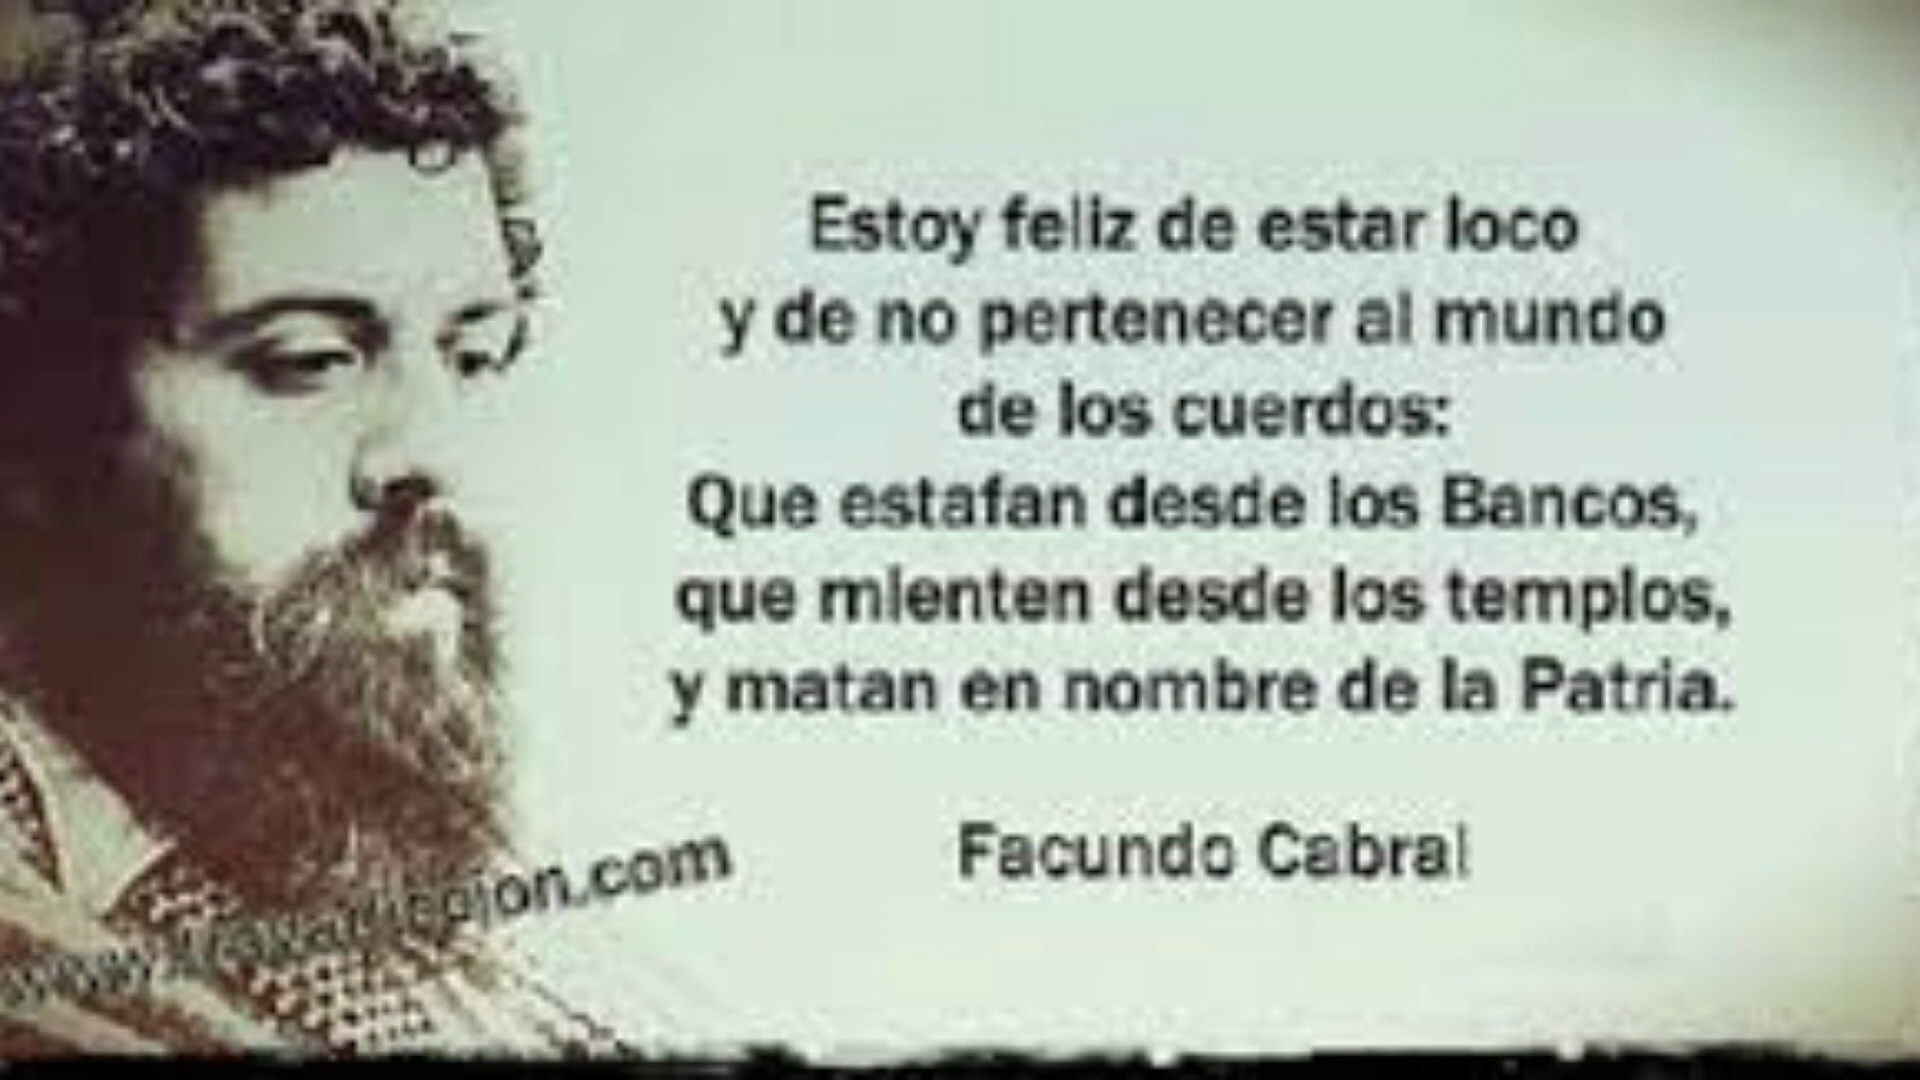 Estoy feliz de estar loco
y de no pertenecer al mundo
de los cuerdos:
Que estafan desde los Bancos,
que mienten desde los templos,
y matan en nombre de la Patria.
Facundo Cabral